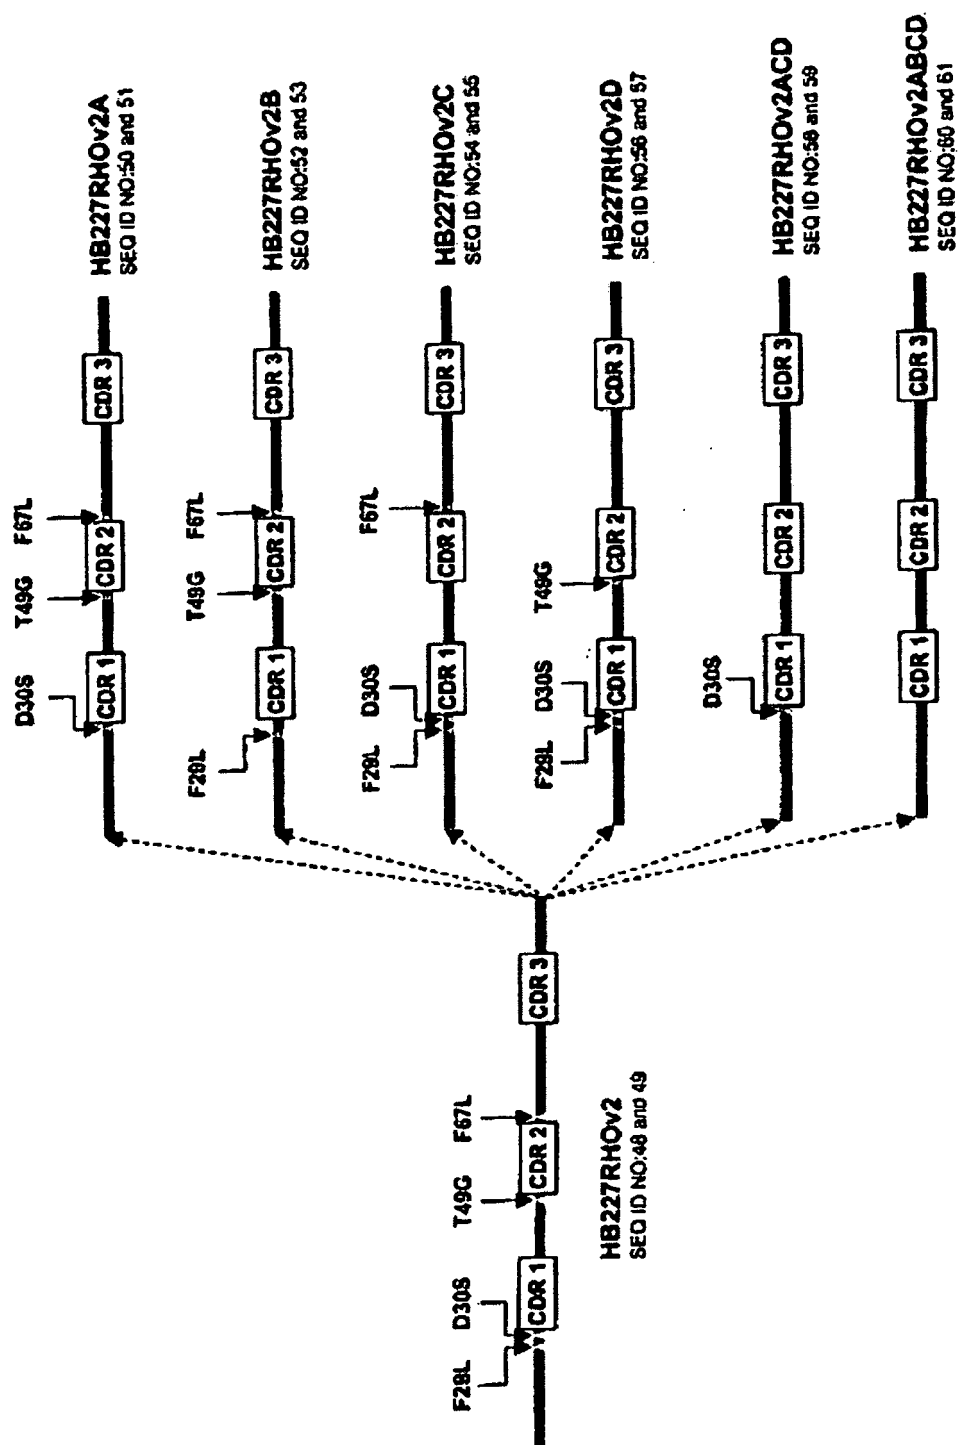 F29L
D30S
T49G
F67L
CDR 1
CDR 2
CDR 3
HB227RHOv2
SEQ ID NO:48 and 49
D30S
T49G
F67L
CDR 1
CDR 2
CDR 3
HB227RHOv2A
SEQ ID NO:50 and 51
F29L
T49G
F67L
CDR 1
CDR 2
CDR 3
HB227RHOv2B
SEQ ID NO:52 and 53
F29L
D30S
F67L
CDR 1
CDR 2
CDR 3
HB227RHOv2C
SEQ ID NO:54 and 55
F29L
D30S
T49G
CDR 1
CDR 2
CDR 3
HB227RHOv2D
SEQ ID NO:56 and 57
D30S
CDR 1
CDR 2
CDR 3
HB227RHOv2ACD
SEQ ID NO:58 and 59
CDR 1
CDR 2
CDR 3
HB227RHOv2ABCD
SEQ ID NO:60 and 61